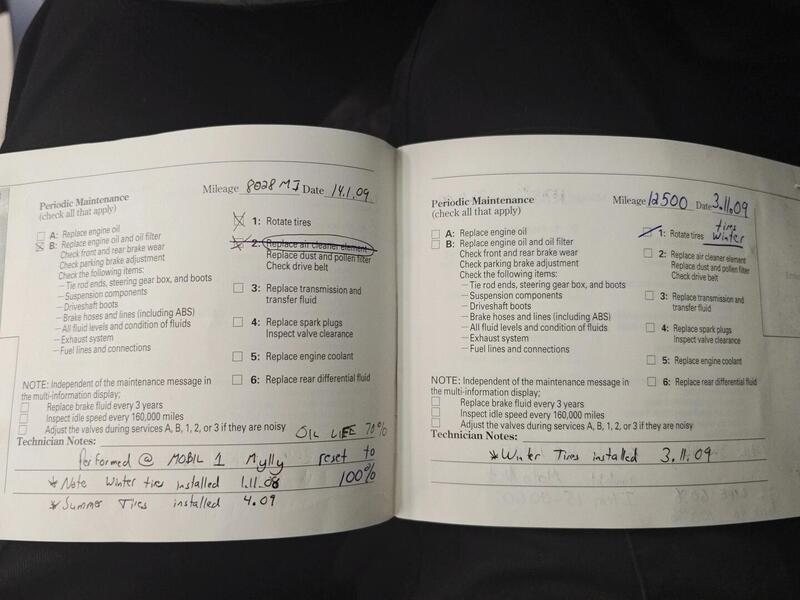 Mileage 8028 MI Date 14.1.09
Periodic Maintenance
(check all that apply)
A: Replace engine oil
B: Replace engine oil and oil filter
Check front and rear brake wear
Check parking brake adjustment
Check the following items:
—Tie rod ends, steering gear box, and boots
—Suspension components
—Driveshaft boots
—Brake hoses and lines (including ABS)
—All fluid levels and condition of fluids
—Exhaust system
—Fuel lines and connections
1: Rotate tires
2: Replace air cleaner element
Replace dust and pollen filter
Check drive belt
3: Replace transmission and
transfer fluid
4: Replace spark plugs
Inspect valve clearance
5: Replace engine coolant
6: Replace rear differential fluid
NOTE: Independent of the maintenance message in
the multi-information display;
Replace brake fluid every 3 years
Inspect idle speed every 160,000 miles
Adjust the valves during services A, B, 1, 2, or 3 if they are noisy
OIL LIFE 70%
Technician Notes:
Performed @ MOBIL 1 Mylly reset to
100%
* Note Winter tires installed 1.11.08
* Summer Tires installed 4.09
Mileage 12500 Date 3.11.09
Periodic Maintenance
(check all that apply)
A: Replace engine oil
B: Replace engine oil and oil filter
Check front and rear brake wear
Check parking brake adjustment
Check the following items:
—Tie rod ends, steering gear box, and boots
—Suspension components
—Driveshaft boots
—Brake hoses and lines (including ABS)
—All fluid levels and condition of fluids
—Exhaust system
—Fuel lines and connections
tires
1: Rotate tires Winter
2: Replace air cleaner element
Replace dust and pollen filter
Check drive belt
3: Replace transmission and
transfer fluid
4: Replace spark plugs
Inspect valve clearance
5: Replace engine coolant
6: Replace rear differential fluid
NOTE: Independent of the maintenance message in
the multi-information display;
Replace brake fluid every 3 years
Inspect idle speed every 160,000 miles
Adjust the valves during services A, B, 1, 2, or 3 if they are noisy
Technician Notes:
* Winter Tires installed 3.11.09